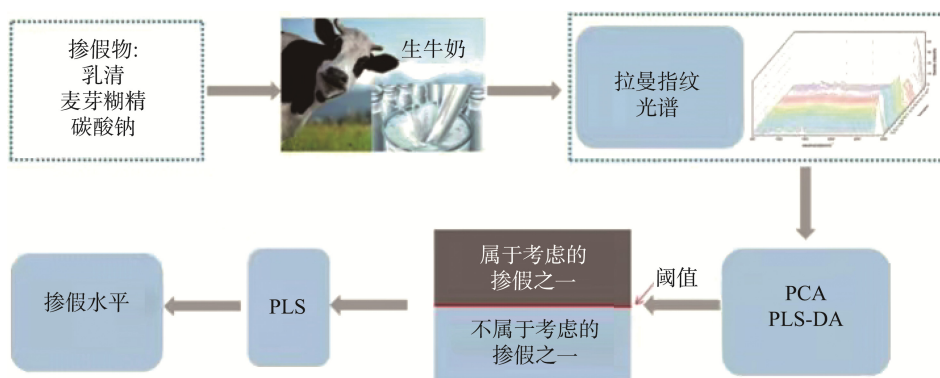 掺假物:
乳清
麦芽糊精
碳酸钠
生牛奶
拉曼指纹
光谱
PCA
PLS-DA
阈值
属于考虑的
掺假之一
不属于考虑的
掺假之一
PLS
掺假水平